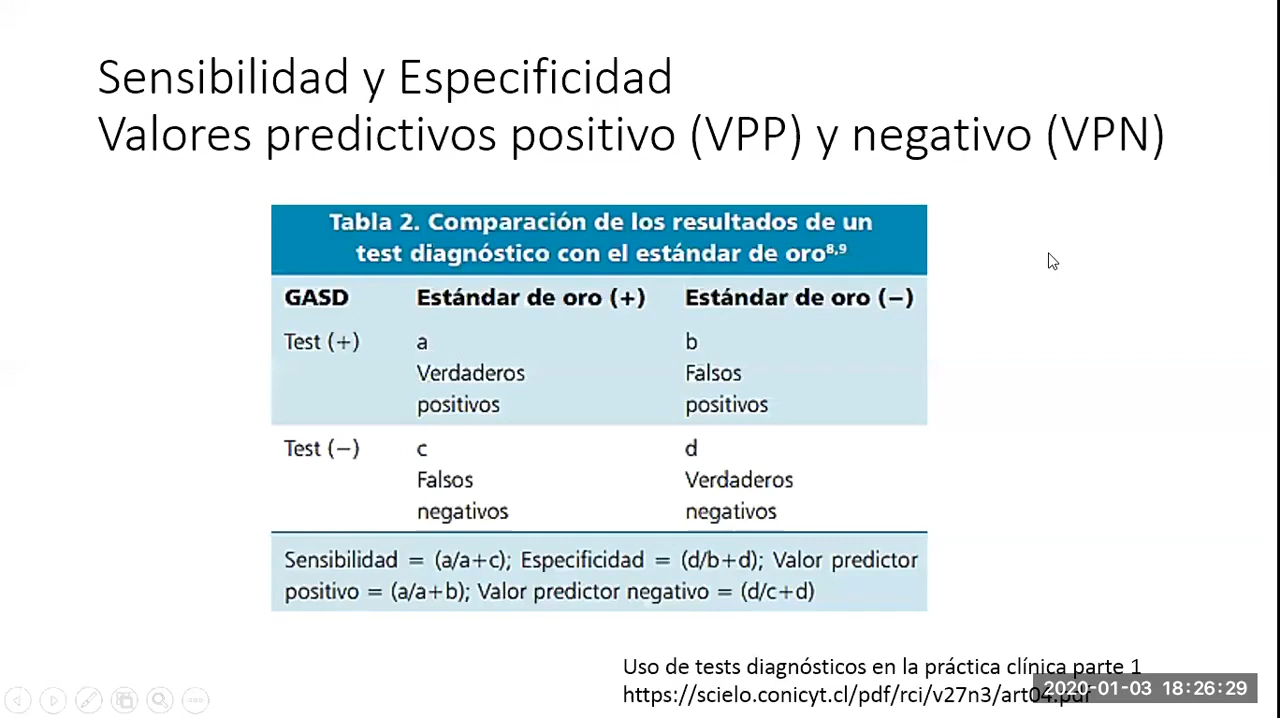 Sensibilidad y Especificidad
Valores predictivos positivo (VPP) y negativo (VPN)
Tabla 2. Comparación de los resultados de un
test diagnóstico con el estándar de oro8,9
GASD Estándar de oro (+) Estándar de oro (−)
Test (+) a b
Verdaderos Falsos
positivos positivos
Test (−) c d
Falsos Verdaderos
negativos negativos
Sensibilidad = (a/a+c); Especificidad = (d/b+d); Valor predictor
positivo = (a/a+b); Valor predictor negativo = (d/c+d)
Uso de tests diagnósticos en la práctica clínica parte 1
https://scielo.conicyt.cl/pdf/rci/v27n3/art04.pdf
2020-01-03 18:26:29